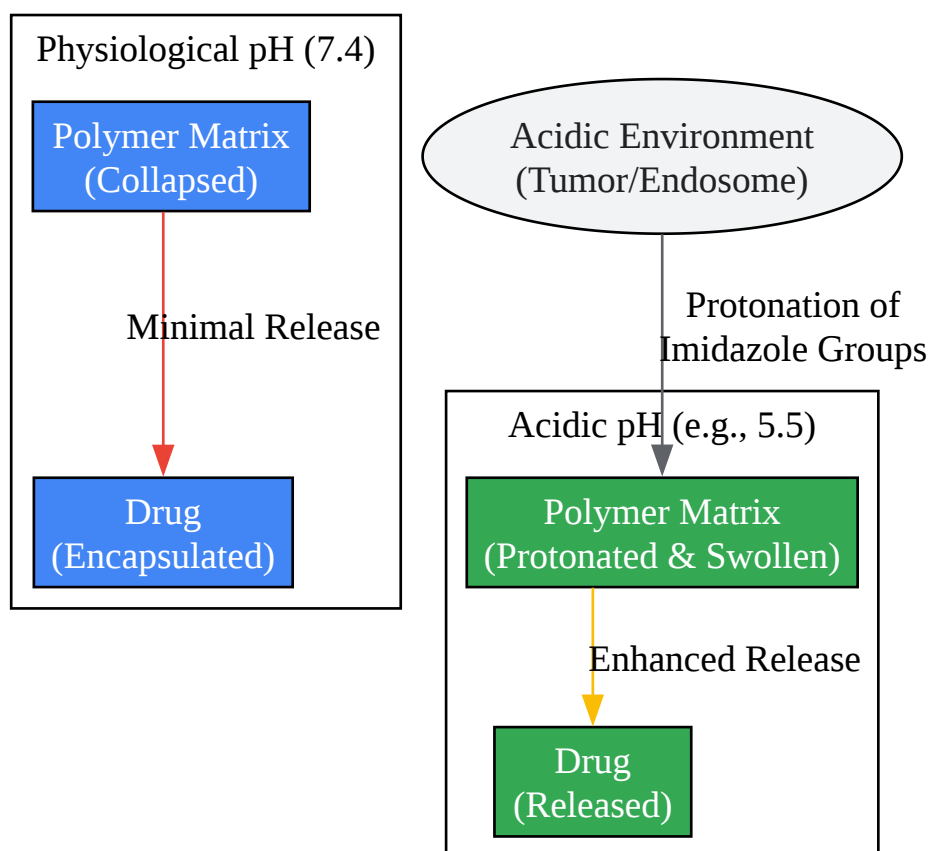 Physiological pH (7.4)
Polymer Matrix
(Collapsed)
Minimal Release
Drug
(Encapsulated)
Acidic Environment
(Tumor/Endosome)
Protonation of
Imidazole Groups
Acidic pH (e.g., 5.5)
Polymer Matrix
(Protonated & Swollen)
Enhanced Release
Drug
(Released)